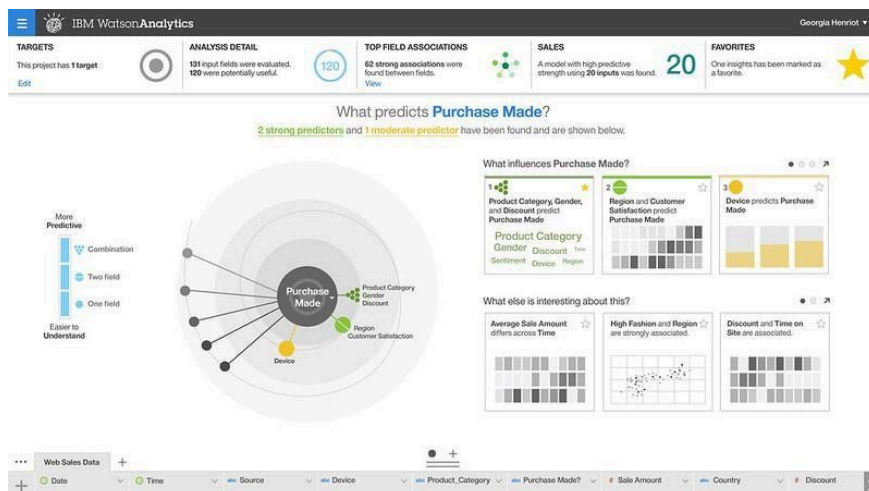 IBM WatsonAnalytics
Georgia Henriot
TARGETS
This project has 1 target
Edit
ANALYSIS DETAIL
131 input fields were evaluated.
120 were potentially useful.
120
TOP FIELD ASSOCIATIONS
62 strong associations were
found between fields.
View
SALES
A model with high predictive
strength using 20 inputs was found.
20
FAVORITES
One insights has been marked as
a favorite.
What predicts Purchase Made?
2 strong predictors and 1 moderate predictor have been found and are shown below.
More
Predictive
Combination
Two field
One field
Easier to
Understand
Purchase
Made
Product Category
Gender
Discount
Region
Customer Satisfaction
Device
What influences Purchase Made?
1
Product Category, Gender,
and Discount predict
Purchase Made
Product Category
Gender Discount Time
Sentiment Device Region
2
Region and Customer
Satisfaction predict
Purchase Made
3
Device predicts Purchase
Made
What else is interesting about this?
Average Sale Amount
differs across Time
High Fashion and Region
are strongly associated.
Discount and Time on
Site are associated.
Web Sales Data
Date
Time
abc Source
abc Device
abc Product_Category
abc Purchase Made?
# Sale Amount
abc Country
# Discount